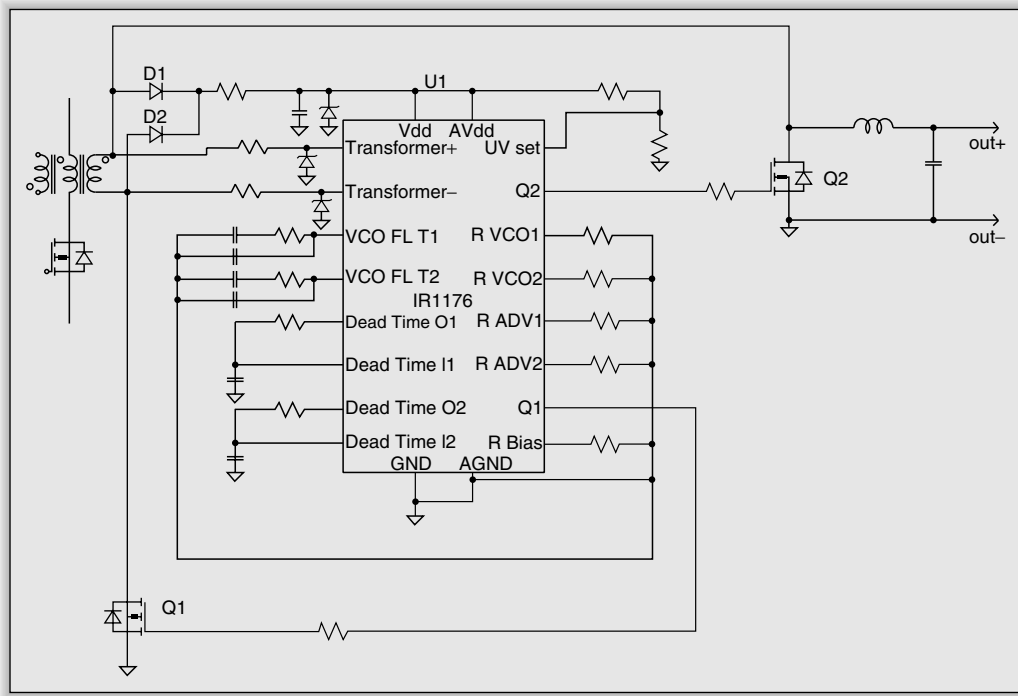 D1
U1
D2
Vdd
AVdd
Transformer+
UV set
out+
Transformer–
Q2
Q2
out–
VCO FL T1
R VCO1
VCO FL T2
R VCO2
IR1176
Dead Time O1
R ADV1
Dead Time I1
R ADV2
Dead Time O2
Q1
Dead Time I2
R Bias
GND
AGND
Q1